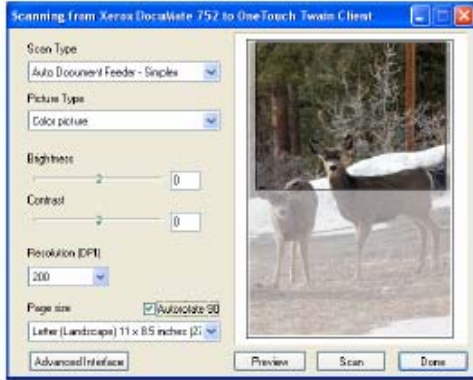 Scanning from Xerox DocuMate 752 to OneTouch Twain Client
Scan Type
Auto Document Feeder - Simplex
Picture Type
Color picture
Brightness
0
Contrast
0
Resolution (DPI)
200
Page size
Autorotate 90
Letter (Landscape) 11 x 8.5 inches (27
Advanced Interface
Preview
Scan
Done